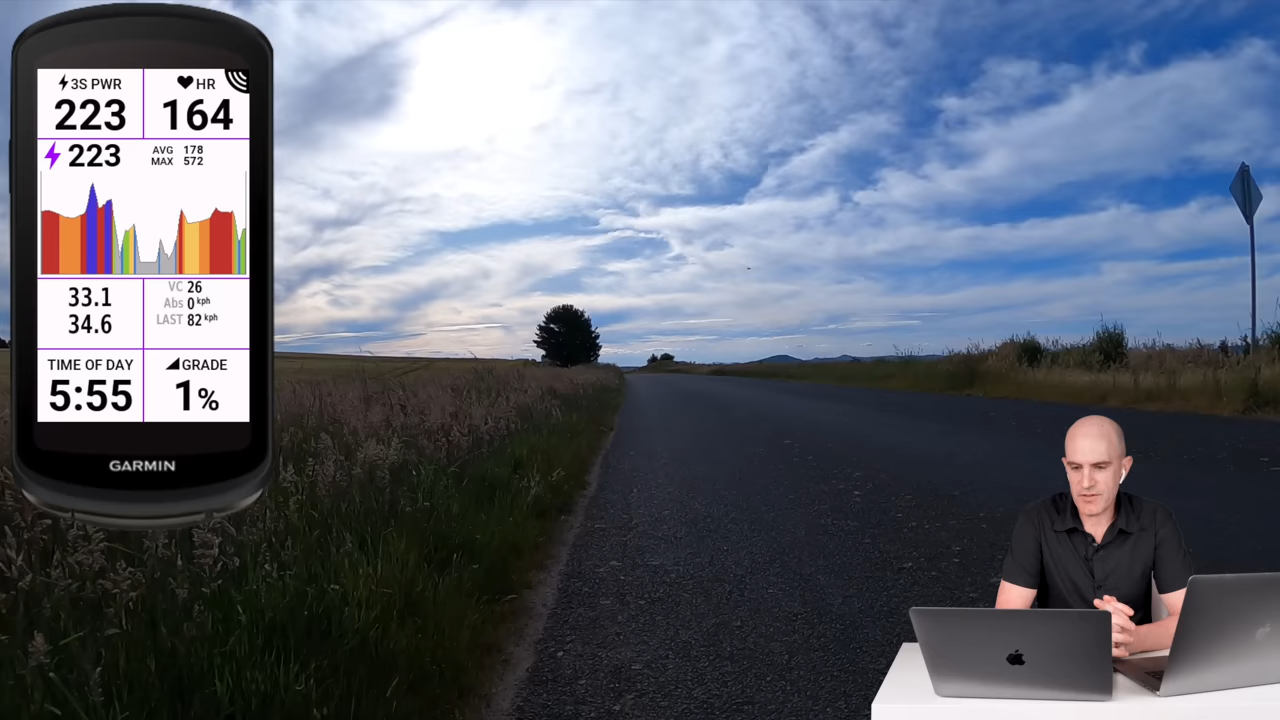 3S PWR
HR
223
164
223
AVG 178
MAX 572
33.1
34.6
VC 26
Abs 0 kph
LAST 82 kph
TIME OF DAY
GRADE
5:55
1%
GARMIN